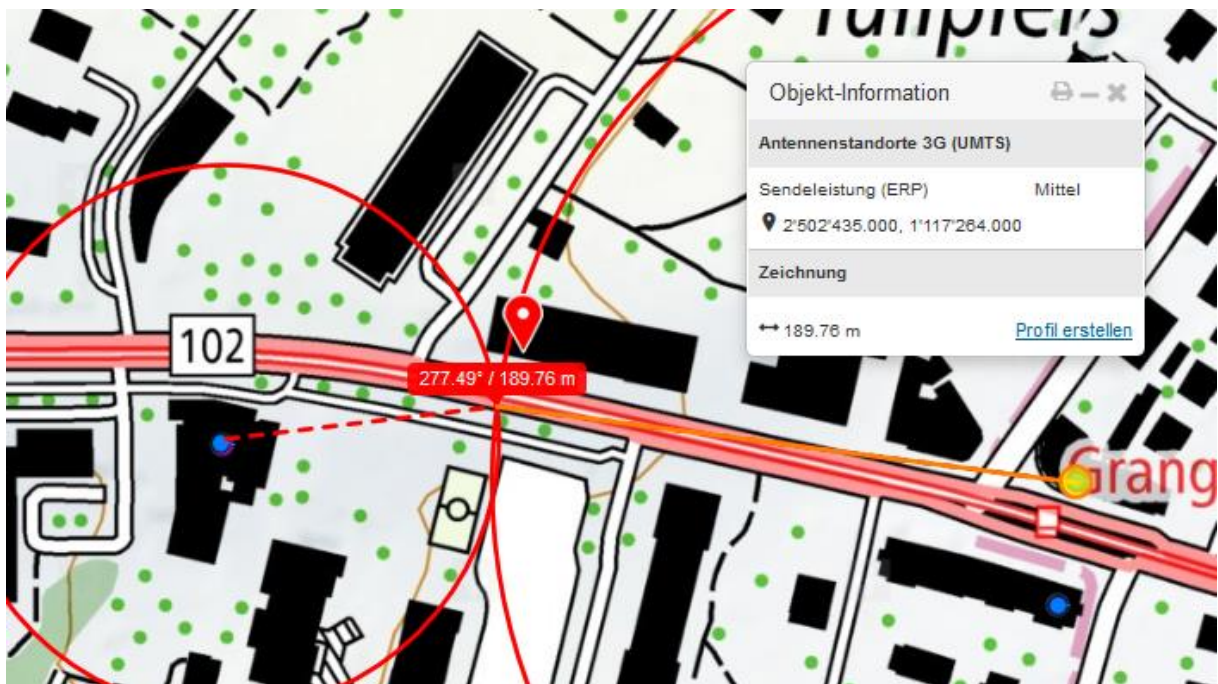 Objekt-Information
Antennenstandorte 3G (UMTS)
Sendeleistung (ERP) Mittel
2'502'435.000, 1'117'264.000
Zeichnung
189.76 m Profil erstellen
102
277.49° / 189.76 m
Grang